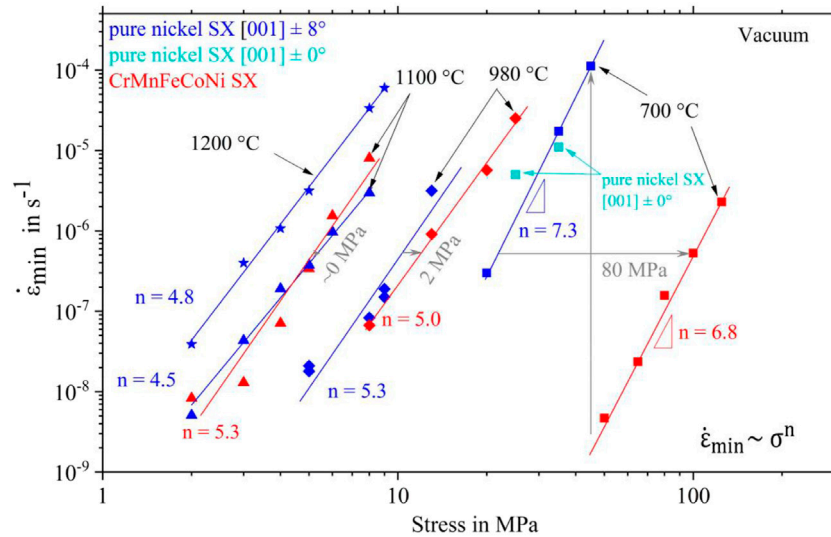 pure nickel SX [001] ± 8°
pure nickel SX [001] ± 0°
CrMnFeCoNi SX
Vacuum
1100 °C
980 °C
1200 °C
700 °C
pure nickel SX
[001] ± 0°
n = 7.3
~0 MPa
2 MPa
80 MPa
n = 4.8
n = 5.0
n = 6.8
n = 4.5
n = 5.3
n = 5.3
ε̇min ~ σⁿ
10⁻⁴
10⁻⁵
10⁻⁶
10⁻⁷
10⁻⁸
10⁻⁹
ε̇min in s⁻¹
1
10
100
Stress in MPa